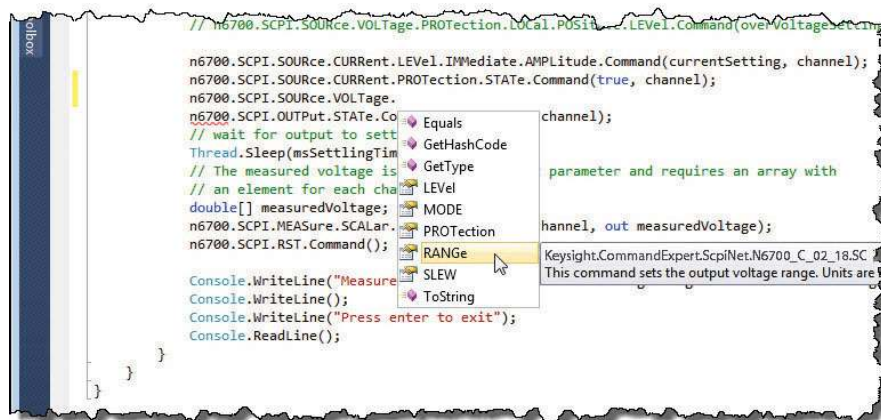 olbox
// n6700.SCPI.SOURce.VOLTage.PROTection.LOCal.POSit LEVel.Command(overVoltageSetting
n6700.SCPI.SOURce.CURRent.LEVel.IMMediate.AMPLitude.Command(currentSetting, channel);
n6700.SCPI.SOURce.CURRent.PROTection.STATe.Command(true, channel);
n6700.SCPI.SOURce.VOLTage.
n6700.SCPI.OUTPut.STATe.Co channel);
// wait for output to sett
Thread.Sleep(msSettlingTim
// The measured voltage is parameter and requires an array with
// an element for each cha
double[] measuredVoltage;
n6700.SCPI.MEASure.SCALar. hannel, out measuredVoltage);
n6700.SCPI.RST.Command();
Console.WriteLine("Measure
Console.WriteLine();
Console.WriteLine("Press enter to exit");
Console.ReadLine();
}
}
}
Equals
GetHashCode
GetType
LEVel
MODE
PROTection
RANGe
SLEW
ToString
Keysight.CommandExpert.ScpiNet.N6700_C_02_18.SC
This command sets the output voltage range. Units are